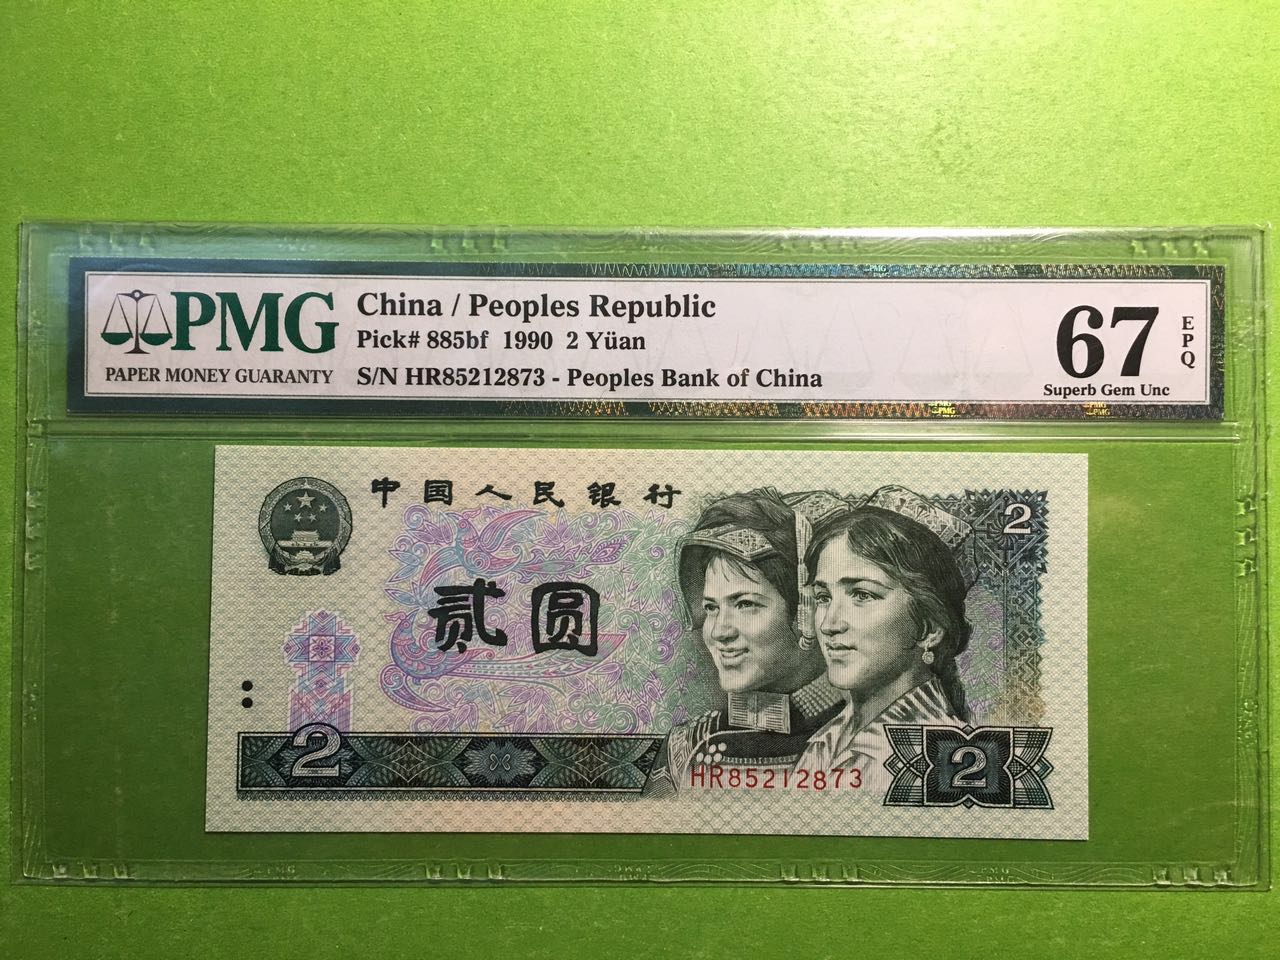 PMG
PAPER MONEY GUARANTY
China / Peoples Republic
Pick# 885bf 1990 2 Yüan
S/N HR85212873 - Peoples Bank of China
67
EPQ
Superb Gem Unc
中国人民银行
2
贰圆
2
HR85212873
2